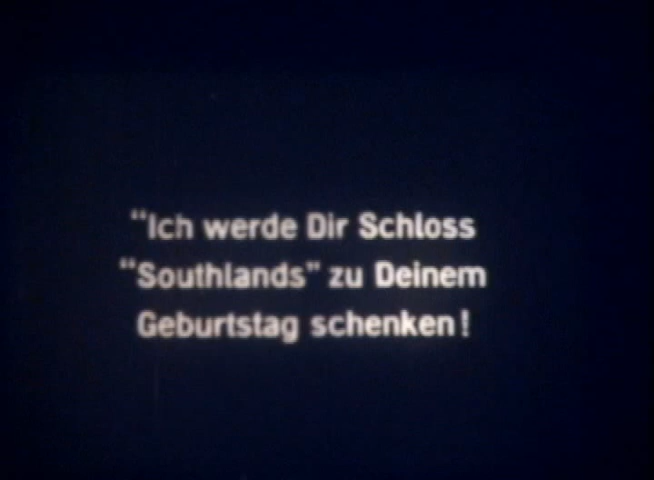 “Ich werde Dir Schloss
“Southlands” zu Deinem
Geburtstag schenken!